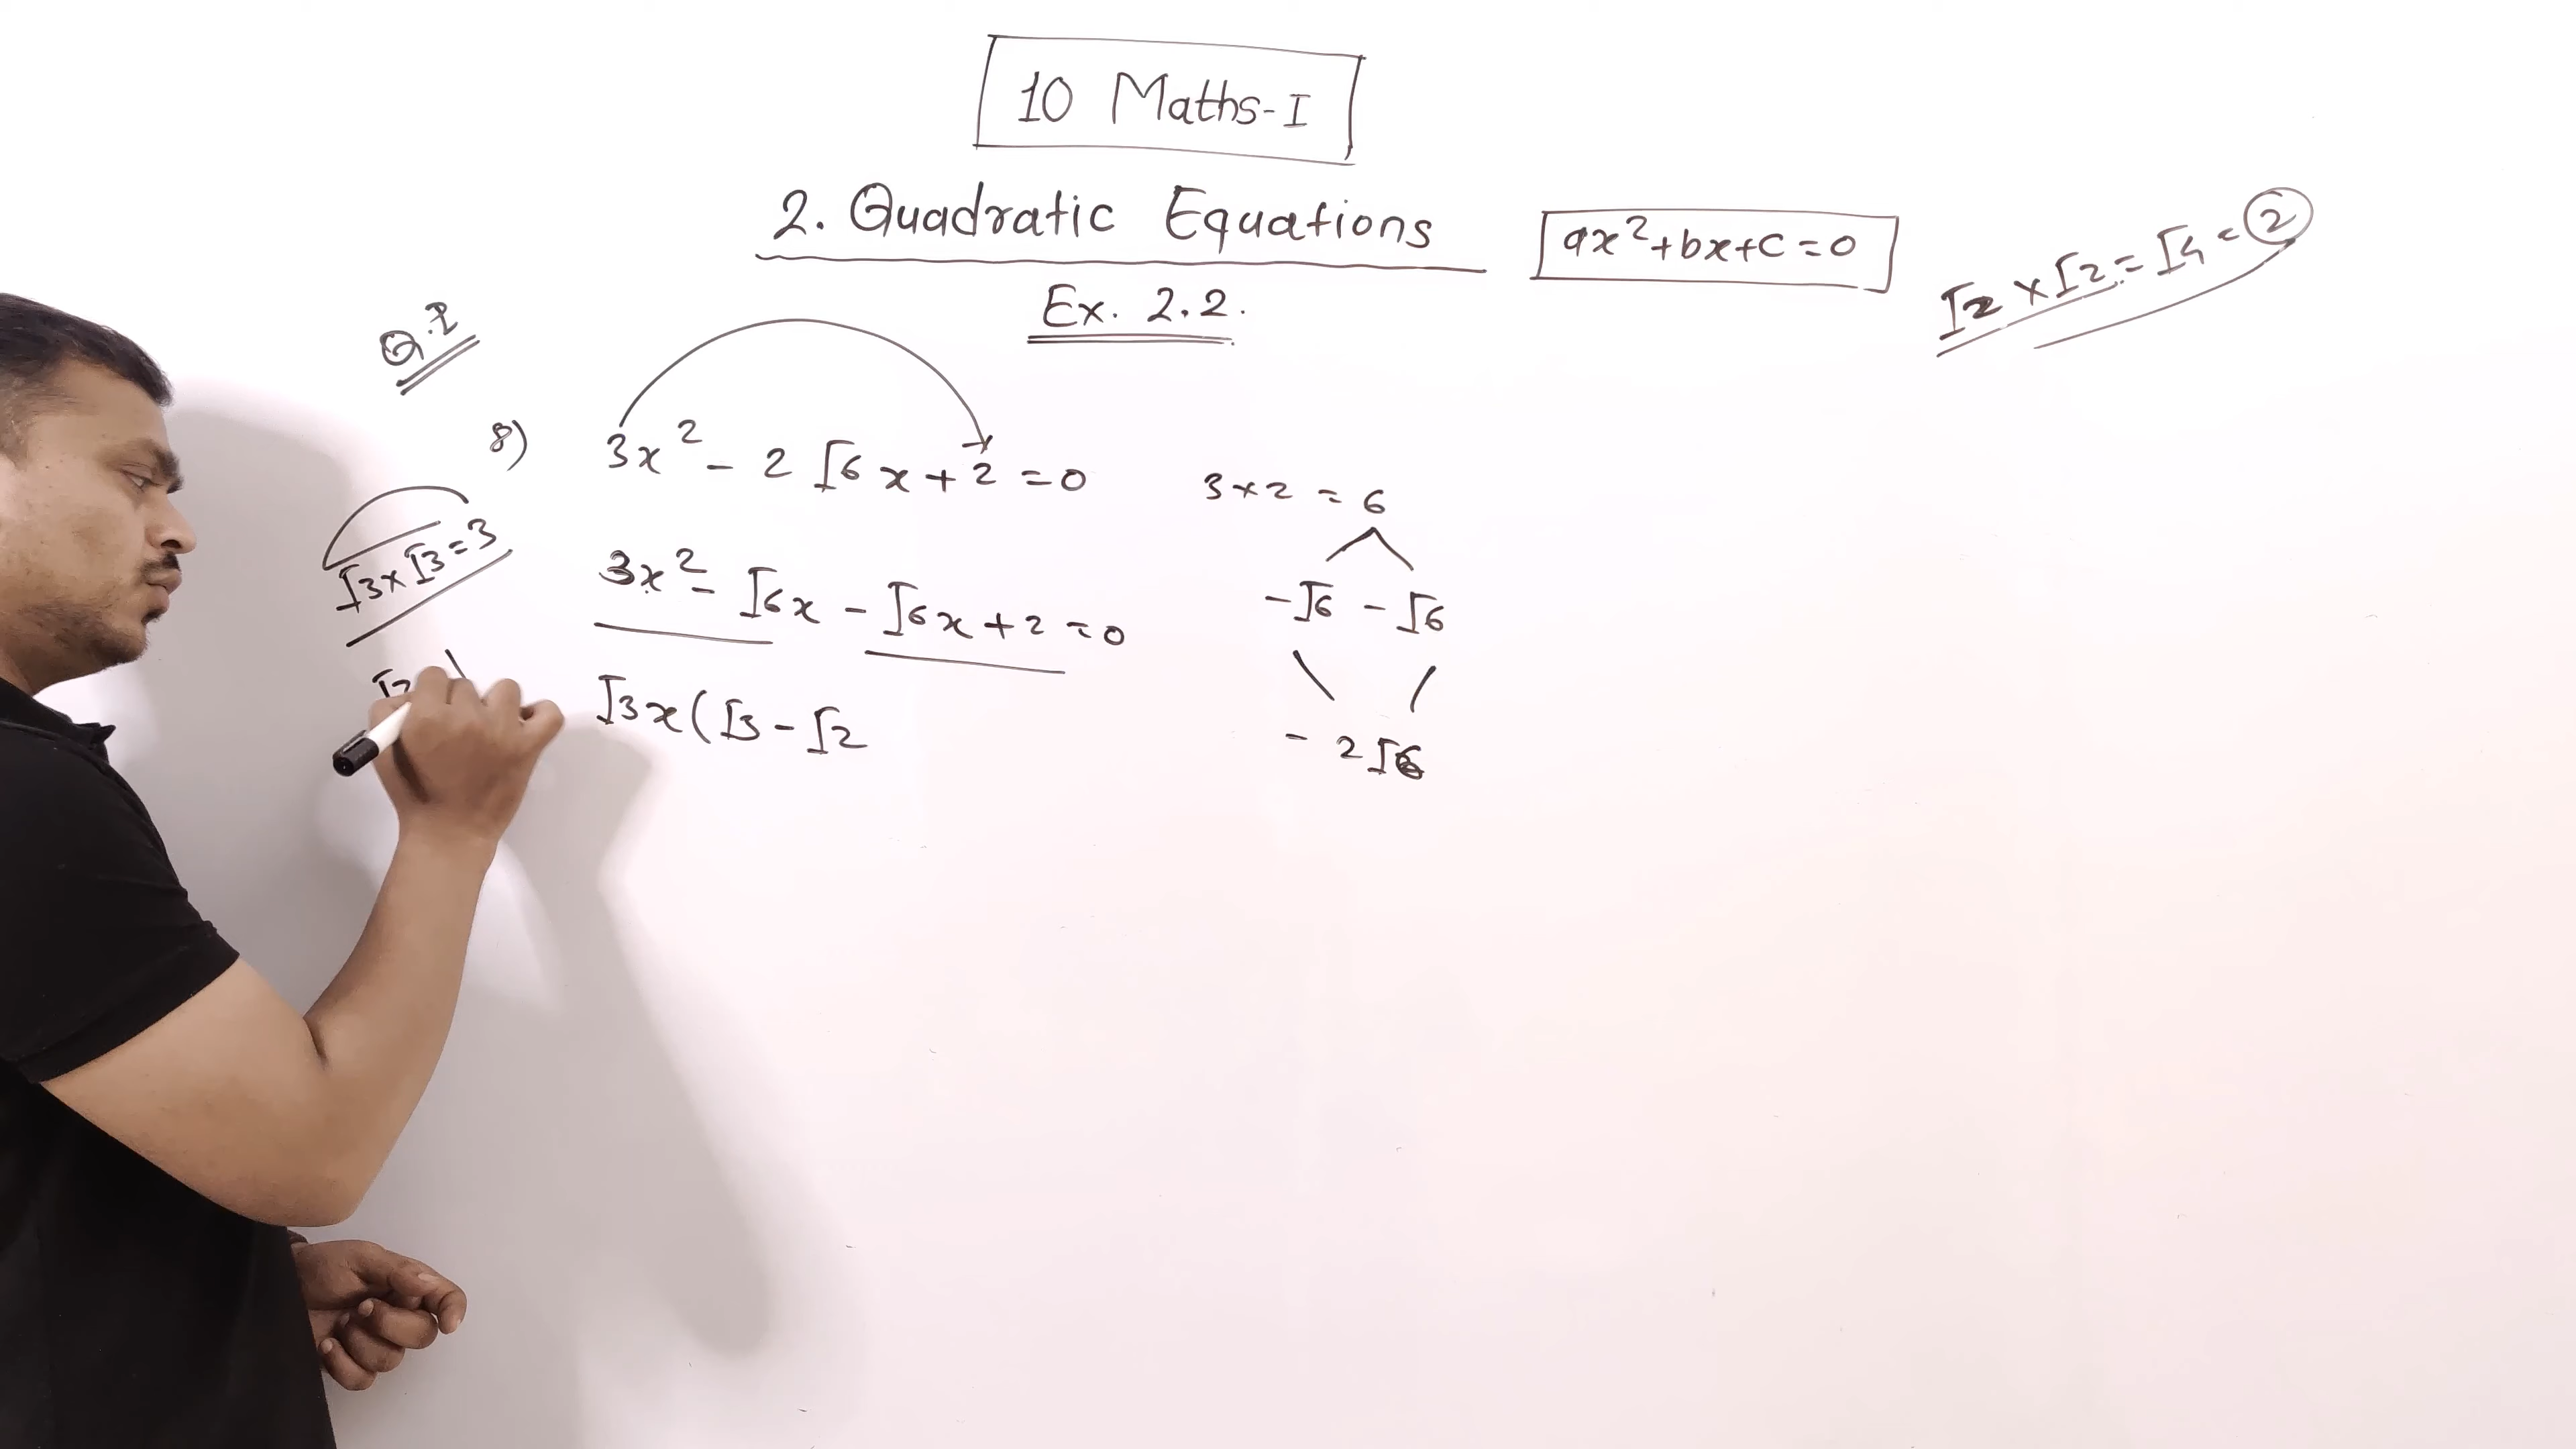 10 Maths-I
2. Quadratic Equations
ax²+bx+c=0
√2 × √2 = √4 = 2
Ex. 2.2.
8) 3x² - 2√6x + 2 = 0
3×2 = 6
√3×√3=3
3x² - √6x - √6x + 2 = 0
-√6 -√6
√3x(√3 - √2
- 2√6